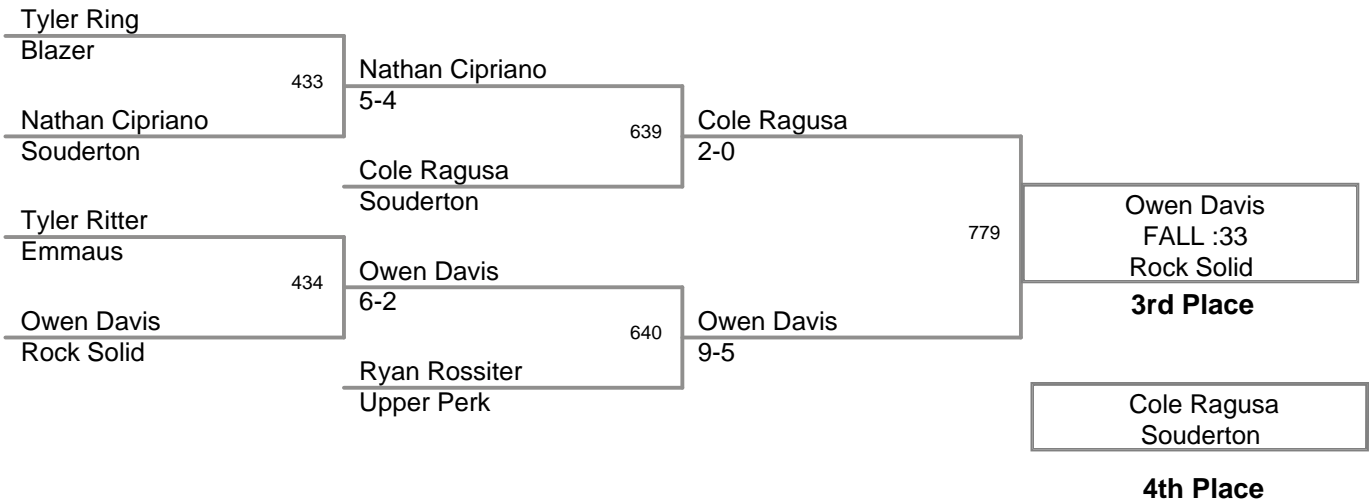 Tyler Ring
Blazer
433
Nathan Cipriano
5-4
Nathan Cipriano
Souderton
639
Cole Ragusa
2-0
Cole Ragusa
Souderton
Tyler Ritter
Emmaus
779
Owen Davis
FALL :33
Rock Solid
3rd Place
434
Owen Davis
6-2
Owen Davis
Rock Solid
640
Owen Davis
9-5
Ryan Rossiter
Upper Perk
Cole Ragusa
Souderton
4th Place